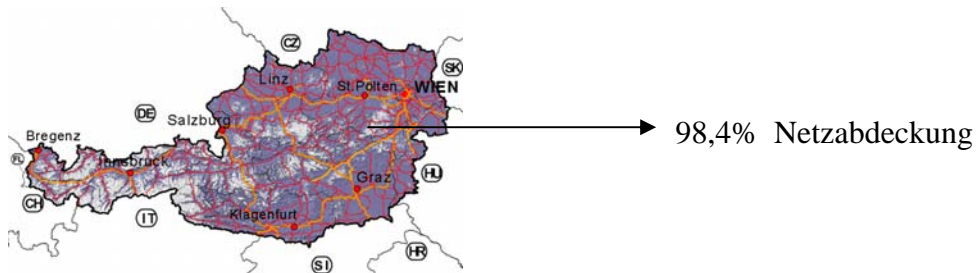 CZ
SK
Linz
St.Pölten
WIEN
DE
Salzburg
98,4% Netzabdeckung
Bregenz
FL
Innsbruck
HU
Graz
CH
IT
Klagenfurt
HR
SI